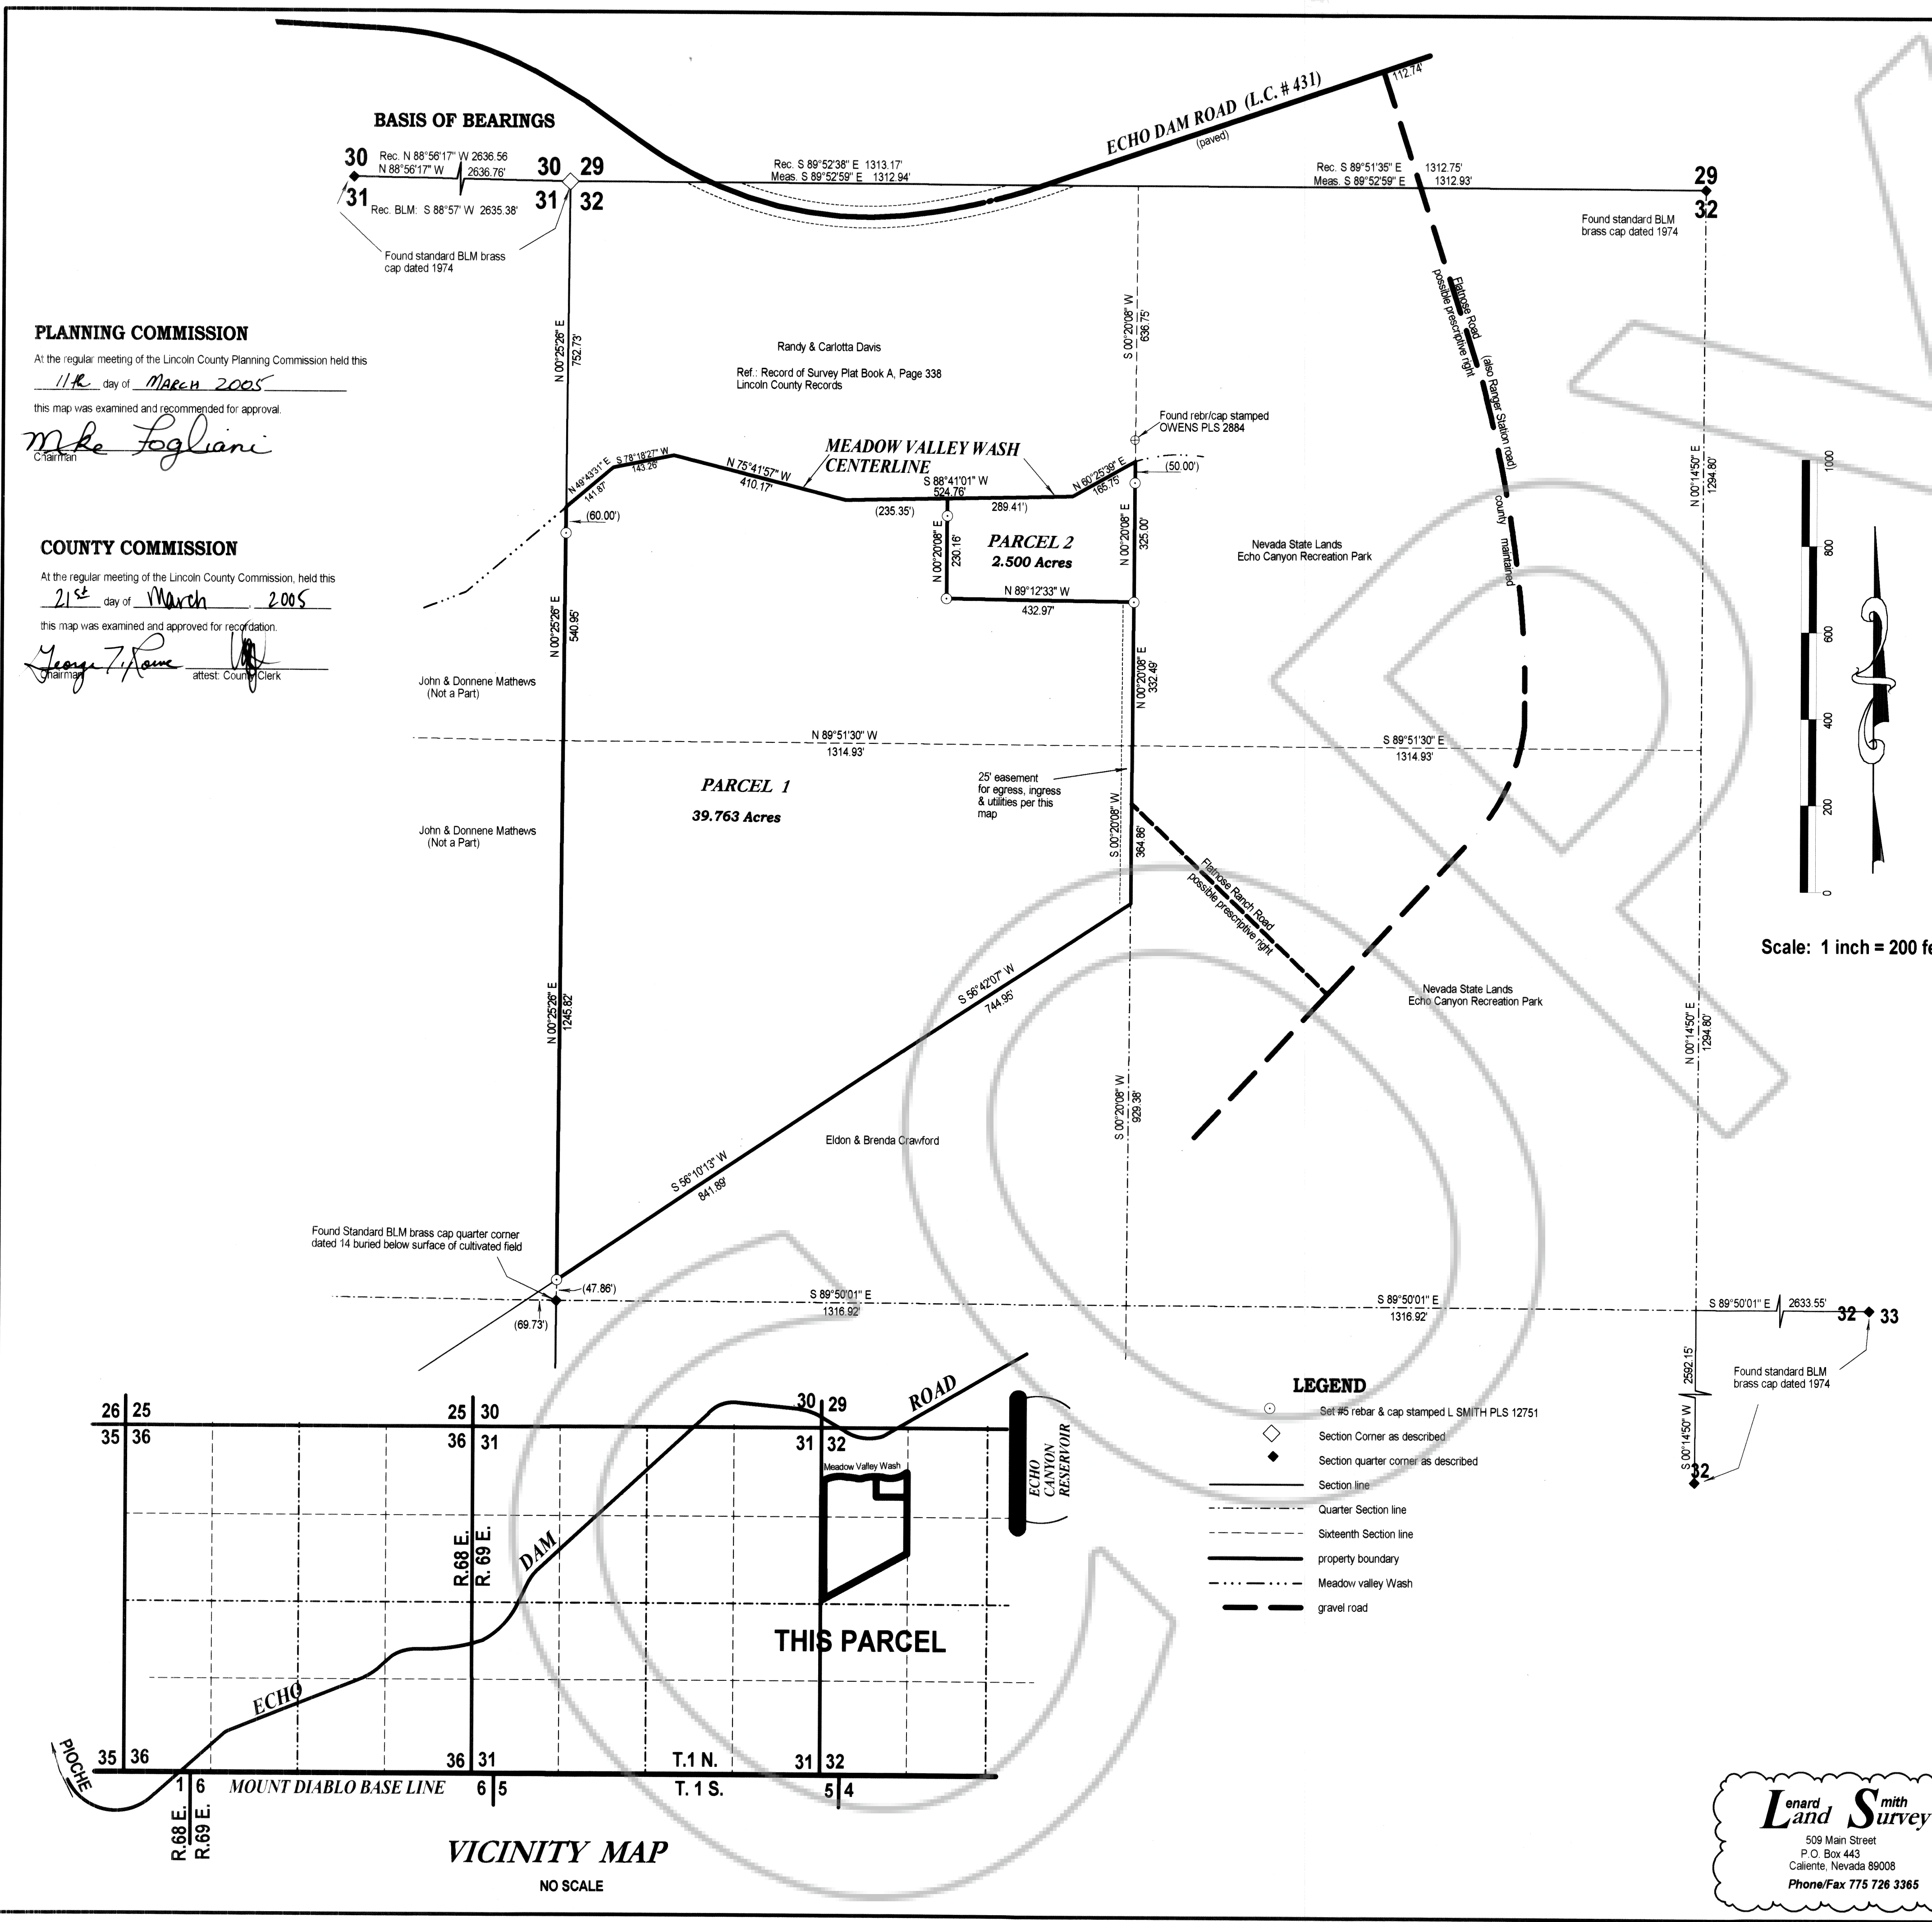 BASIS OF BEARINGS
30
Rec. N 88°56'17" W 2636.56
N 88°56'17" W 2636.76'
30 29
31
Rec. BLM: S 88°57' W 2635.38'
31 32
Found standard BLM brass
cap dated 1974
ECHO DAM ROAD (L.C. # 431)
(paved)
112.74'
Rec. S 89°52'38" E 1313.17'
Meas. S 89°52'59" E 1312.94'
Rec. S 89°51'35" E 1312.75'
Meas. S 89°52'59" E 1312.93'
29
32
Found standard BLM
brass cap dated 1974
PLANNING COMMISSION
At the regular meeting of the Lincoln County Planning Commission held this
11th day of MARCH 2005
this map was examined and recommended for approval.
Mike Fogliani
Chairman
COUNTY COMMISSION
At the regular meeting of the Lincoln County Commission, held this
21st day of March 2005
this map was examined and approved for recordation.
George T. Rowe
Chairman
attest: County Clerk
N 00°25'26" E
752.73'
Randy & Carlotta Davis
Ref.: Record of Survey Plat Book A, Page 338
Lincoln County Records
S 00°20'08" W
636.75'
Found rebr/cap stamped
OWENS PLS 2884
MEADOW VALLEY WASH
CENTERLINE
N 49°43'31" E
141.87'
S 78°18'27" W
143.26'
N 75°41'57" W
410.17'
S 88°41'01" W
524.76'
(235.35')
289.41')
N 60°25'39" E
165.75'
(50.00')
(60.00')
N 00°20'08" E
230.16'
PARCEL 2
2.500 Acres
N 00°20'08" E
325.00'
N 89°12'33" W
432.97'
Nevada State Lands
Echo Canyon Recreation Park
Flatnose Road
possible prescriptive right
(also Ranger Station road)
county maintained
N 00°14'50" E
1294.80'
N 00°25'26" E
540.95'
John & Donnene Mathews
(Not a Part)
N 00°20'08" E
332.49'
N 89°51'30" W
1314.93'
S 89°51'30" E
1314.93'
PARCEL 1
39.763 Acres
25' easement
for egress, ingress
& utilities per this
map
John & Donnene Mathews
(Not a Part)
S 00°20'08" W
364.86'
Flatnose Ranch Road
possible prescriptive right
1000
800
600
400
200
0
Scale: 1 inch = 200 fe
N 00°25'26" E
1245.82'
S 56°42'07" W
744.95'
Nevada State Lands
Echo Canyon Recreation Park
N 00°14'50" E
1294.80'
S 00°20'08" W
929.38'
Eldon & Brenda Crawford
S 56°10'13" W
841.89'
Found Standard BLM brass cap quarter corner
dated 14 buried below surface of cultivated field
(47.86')
(69.73')
S 89°50'01" E
1316.92'
S 89°50'01" E
1316.92'
S 89°50'01" E 2633.55'
32 33
S 00°14'50" W 2592.15'
Found standard BLM
brass cap dated 1974
32
LEGEND
Set #5 rebar & cap stamped L SMITH PLS 12751
Section Corner as described
Section quarter corner as described
Section line
Quarter Section line
Sixteenth Section line
property boundary
Meadow valley Wash
gravel road
26 25
35 36
25 30
36 31
30 29
31 32
ROAD
Meadow Valley Wash
ECHO
CANYON
RESERVOIR
R.68 E.
R. 69 E.
DAM
THIS PARCEL
ECHO
PIOCHE
35 36
36 31
T.1 N.
31 32
1 6
MOUNT DIABLO BASE LINE
6 5
T. 1 S.
5 4
R.68 E.
R.69 E.
VICINITY MAP
NO SCALE
Lenard Smith
Land Survey
509 Main Street
P.O. Box 443
Caliente, Nevada 89008
Phone/Fax 775 726 3365
COPY